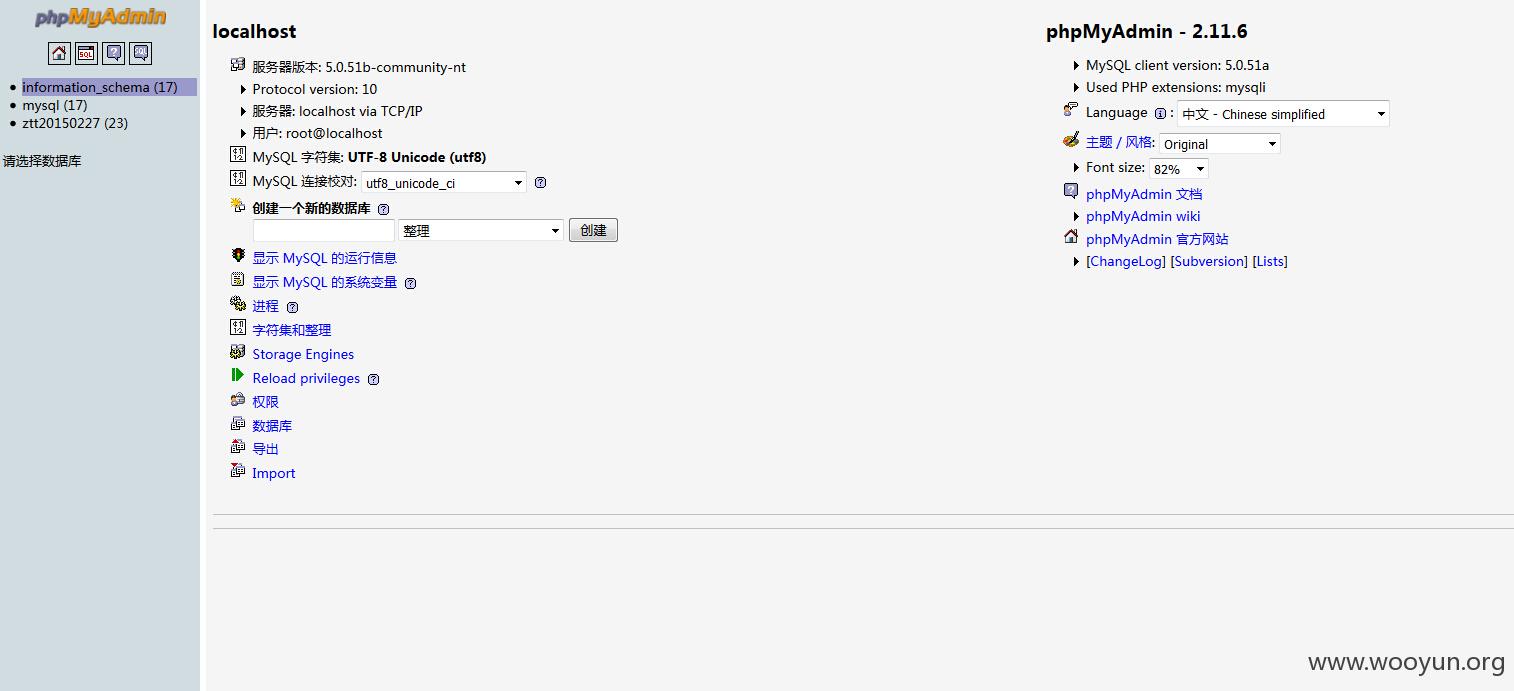 phpMyAdmin
SQL
information_schema (17)
mysql (17)
ztt20150227 (23)
请选择数据库
localhost
服务器版本: 5.0.51b-community-nt
Protocol version: 10
服务器: localhost via TCP/IP
用户: root@localhost
MySQL 字符集: UTF-8 Unicode (utf8)
MySQL 连接校对: utf8_unicode_ci
创建一个新的数据库
整理 创建
显示 MySQL 的运行信息
显示 MySQL 的系统变量
进程
字符集和整理
Storage Engines
Reload privileges
权限
数据库
导出
Import
phpMyAdmin - 2.11.6
MySQL client version: 5.0.51a
Used PHP extensions: mysqli
Language : 中文 - Chinese simplified
主题 / 风格: Original
Font size: 82%
phpMyAdmin 文档
phpMyAdmin wiki
phpMyAdmin 官方网站
[ChangeLog] [Subversion] [Lists]
www.wooyun.org